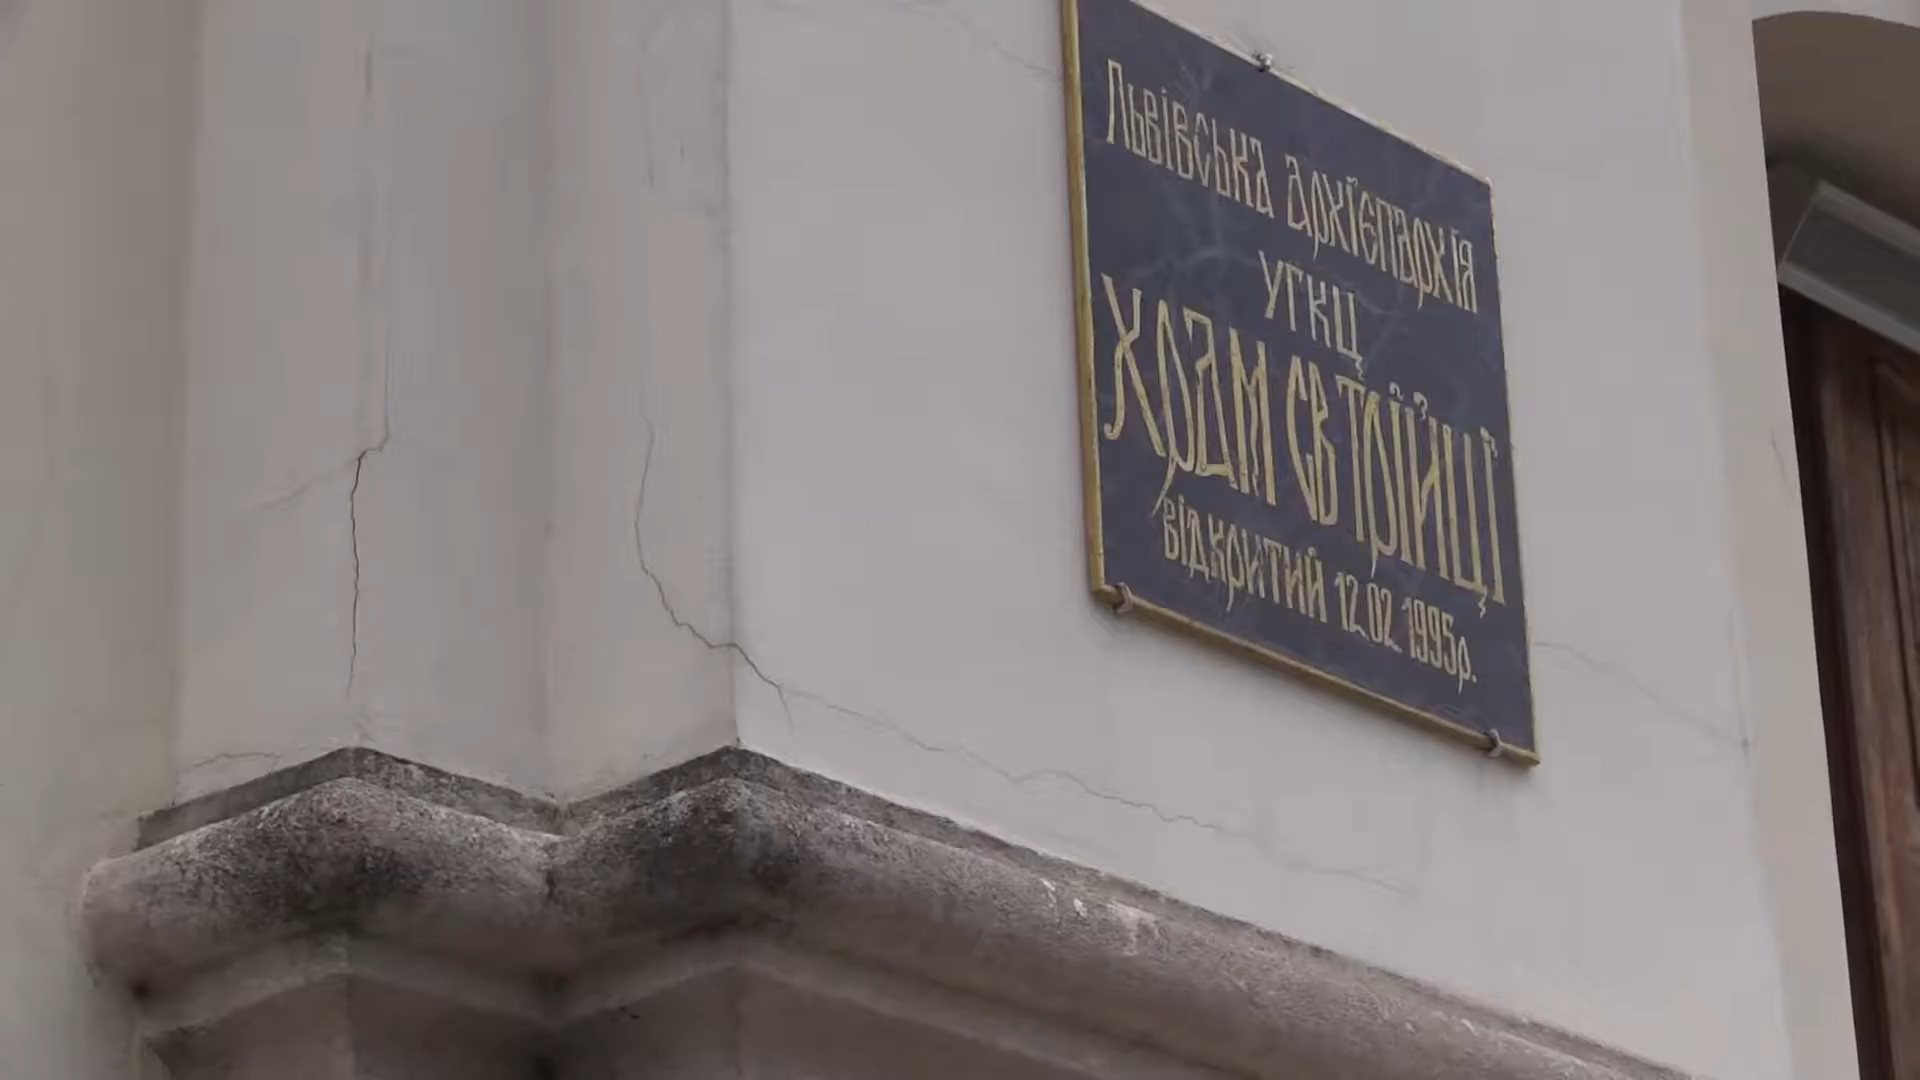 Львівська архієпархія
УГКЦ
Храм св Трійці
відкритий 12.02 1995р.